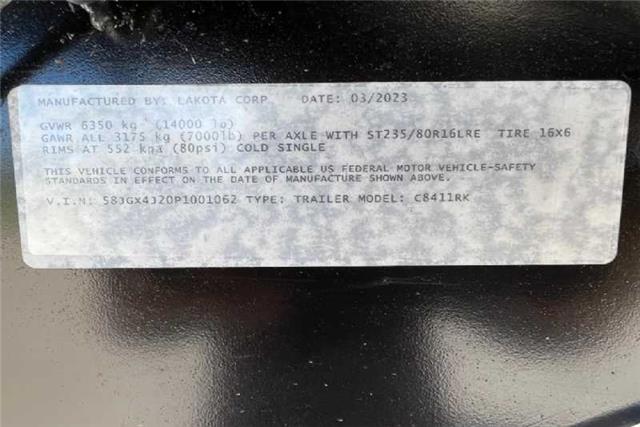 MANUFACTURED BY: LAKOTA CORP DATE: 03/2023
GVWR 6350 kg (14000 lb)
GAWR ALL 3175 kg (7000lb) PER AXLE WITH ST235/80R16LRE TIRE 16x6
RIMS AT 552 kpa (80psi) COLD SINGLE
THIS VEHICLE CONFORMS TO ALL APPLICABLE US FEDERAL MOTOR VEHICLE-SAFETY
STANDARDS IN EFFECT ON THE DATE OF MANUFACTURE SHOWN ABOVE.
V.I.N: TYPE: TRAILER MODEL: C8411RK